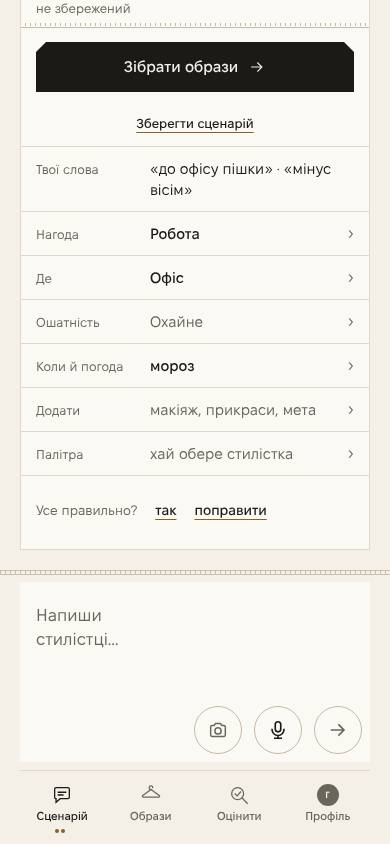 не збережений
Зібрати образи →
Зберегти сценарій
Твої слова «до офісу пішки» · «мінус
вісім»
Нагода Робота
Де Офіс
Ошатність Охайне
Коли й погода мороз
Додати макіяж, прикраси, мета
Палітра хай обере стилістка
Усе правильно? так поправити
Напиши
стилістці...
Сценарій Образи Оцінити Профіль
г